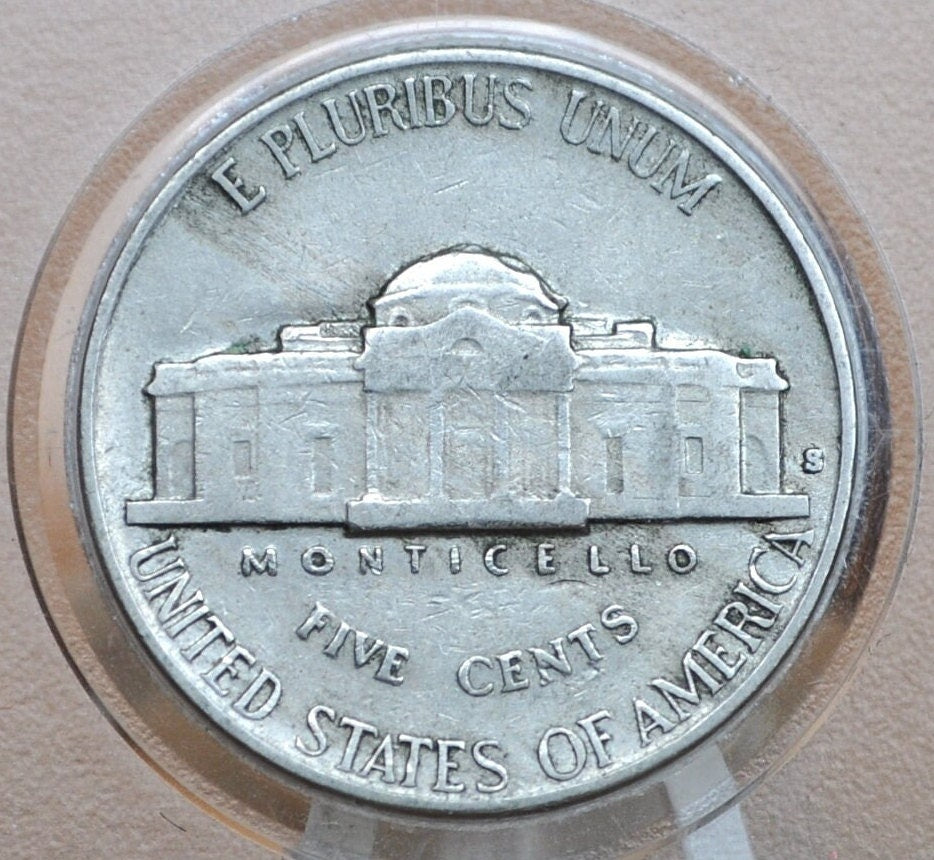 E PLURIBUS UNUM
S
MONTICELLO
FIVE CENTS
UNITED STATES OF AMERICA